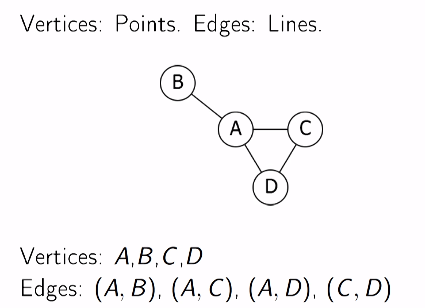 Vertices: Points. Edges: Lines.
B
A
C
D
Vertices: A,B,C,D
Edges: (A, B), (A, C), (A, D), (C, D)